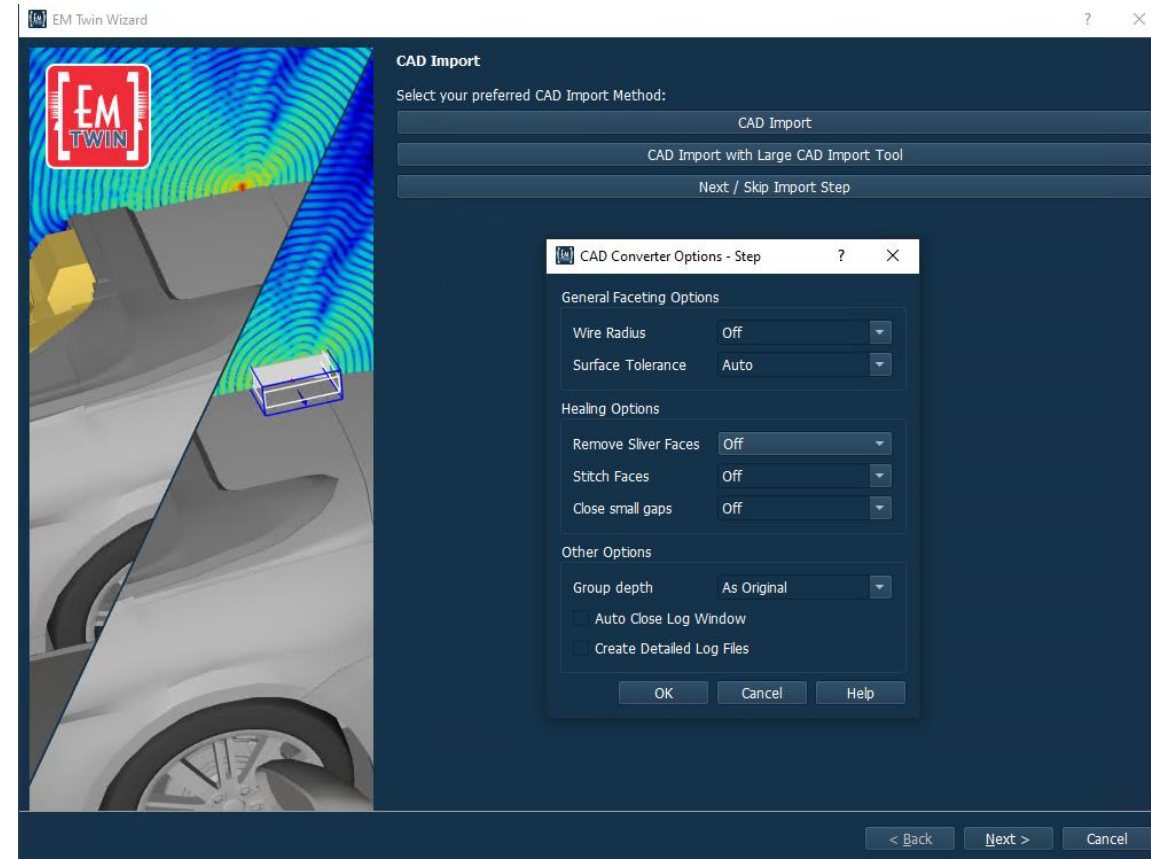 EM Twin Wizard
EM
TWIN
CAD Import
Select your preferred CAD Import Method:
CAD Import
CAD Import with Large CAD Import Tool
Next / Skip Import Step
CAD Converter Options - Step ?
General Faceting Options
Wire Radius Off
Surface Tolerance Auto
Healing Options
Remove Sliver Faces Off
Stitch Faces Off
Close small gaps Off
Other Options
Group depth As Original
Auto Close Log Window
Create Detailed Log Files
OK Cancel Help
< Back Next > Cancel